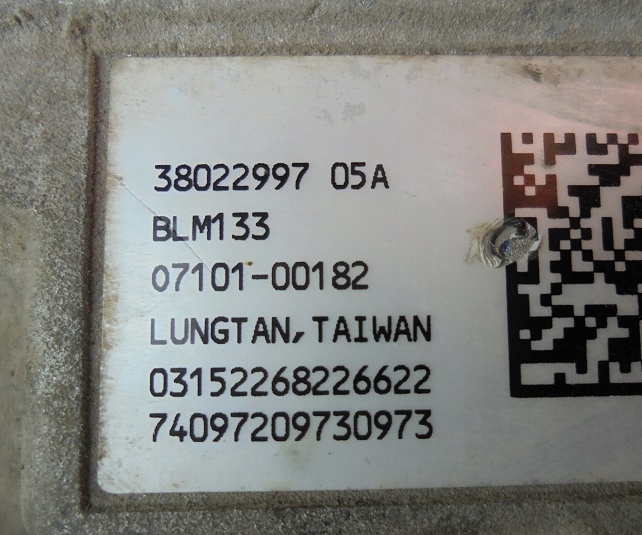 38022997 05A
BLM133
07101-00182
LUNGTAN, TAIWAN
03152268226622
74097209730973